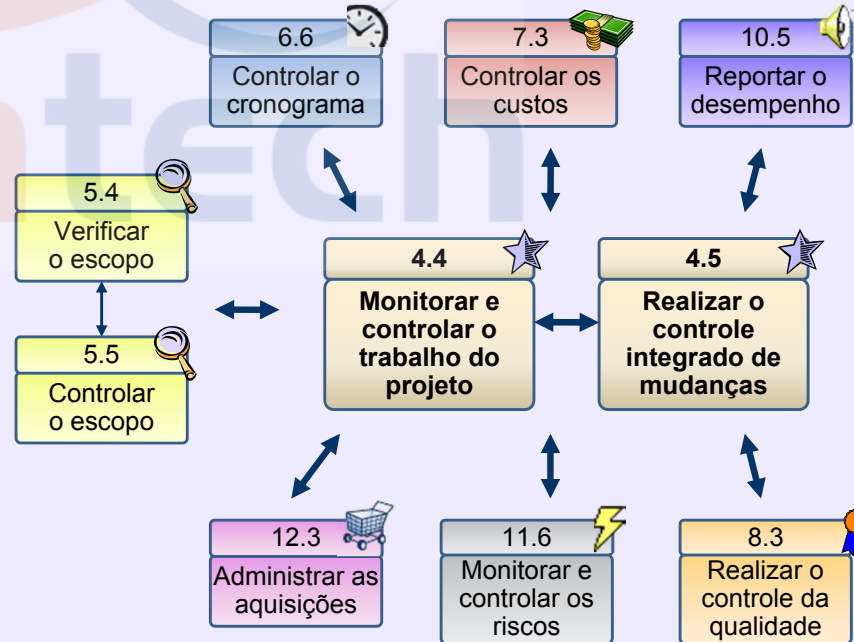 6.6
Controlar o
cronograma
7.3
Controlar os
custos
10.5
Reportar o
desempenho
5.4
Verificar
o escopo
5.5
Controlar
o escopo
4.4
Monitorar e
controlar o
trabalho do
projeto
4.5
Realizar o
controle
integrado de
mudanças
12.3
Administrar as
aquisições
11.6
Monitorar e
controlar os
riscos
8.3
Realizar o
controle da
qualidade
ntech